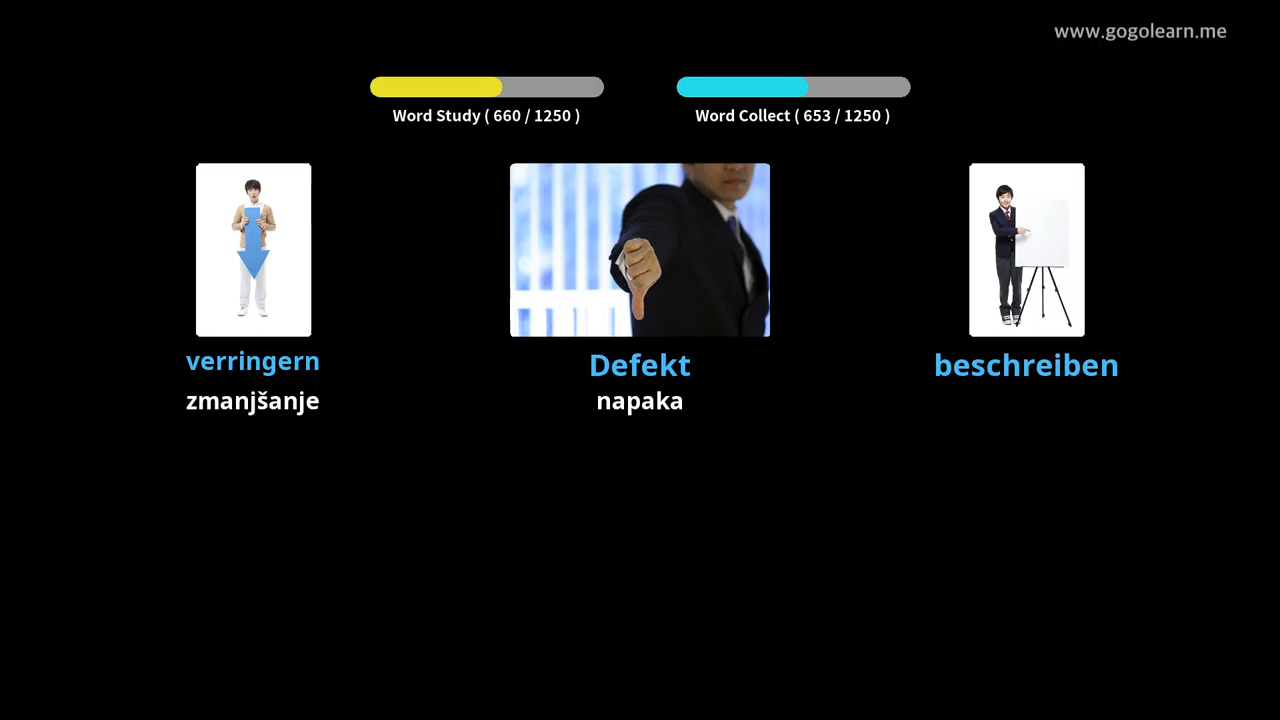 www.gogolearn.me
Word Study ( 660 / 1250 )
Word Collect ( 653 / 1250 )
verringern
Defekt
beschreiben
zmanjšanje
napaka